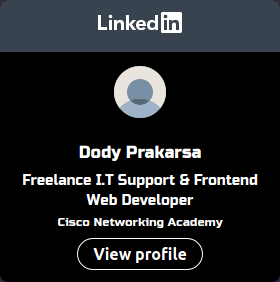 LinkedIn
Dody Prakarsa
Freelance I.T Support & Frontend
Web Developer
Cisco Networking Academy
View profile